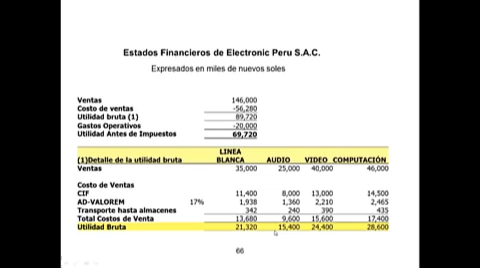 Estados Financieros de Electronic Peru S.A.C.
Expresados en miles de nuevos soles
Ventas 146,000
Costo de ventas -56,280
Utilidad bruta (1) 89,720
Gastos Operativos -20,000
Utilidad Antes de Impuestos 69,720
LINEA
(1)Detalle de la utilidad bruta BLANCA AUDIO VIDEO COMPUTACIÓN
Ventas 35,000 25,000 40,000 46,000
Costo de Ventas
CIF 11,400 8,000 13,000 14,500
AD-VALOREM 17% 1,938 1,360 2,210 2,465
Transporte hasta almacenes 342 240 390 435
Total Costos de Venta 13,680 9,600 15,600 17,400
Utilidad Bruta 21,320 15,400 24,400 28,600
66